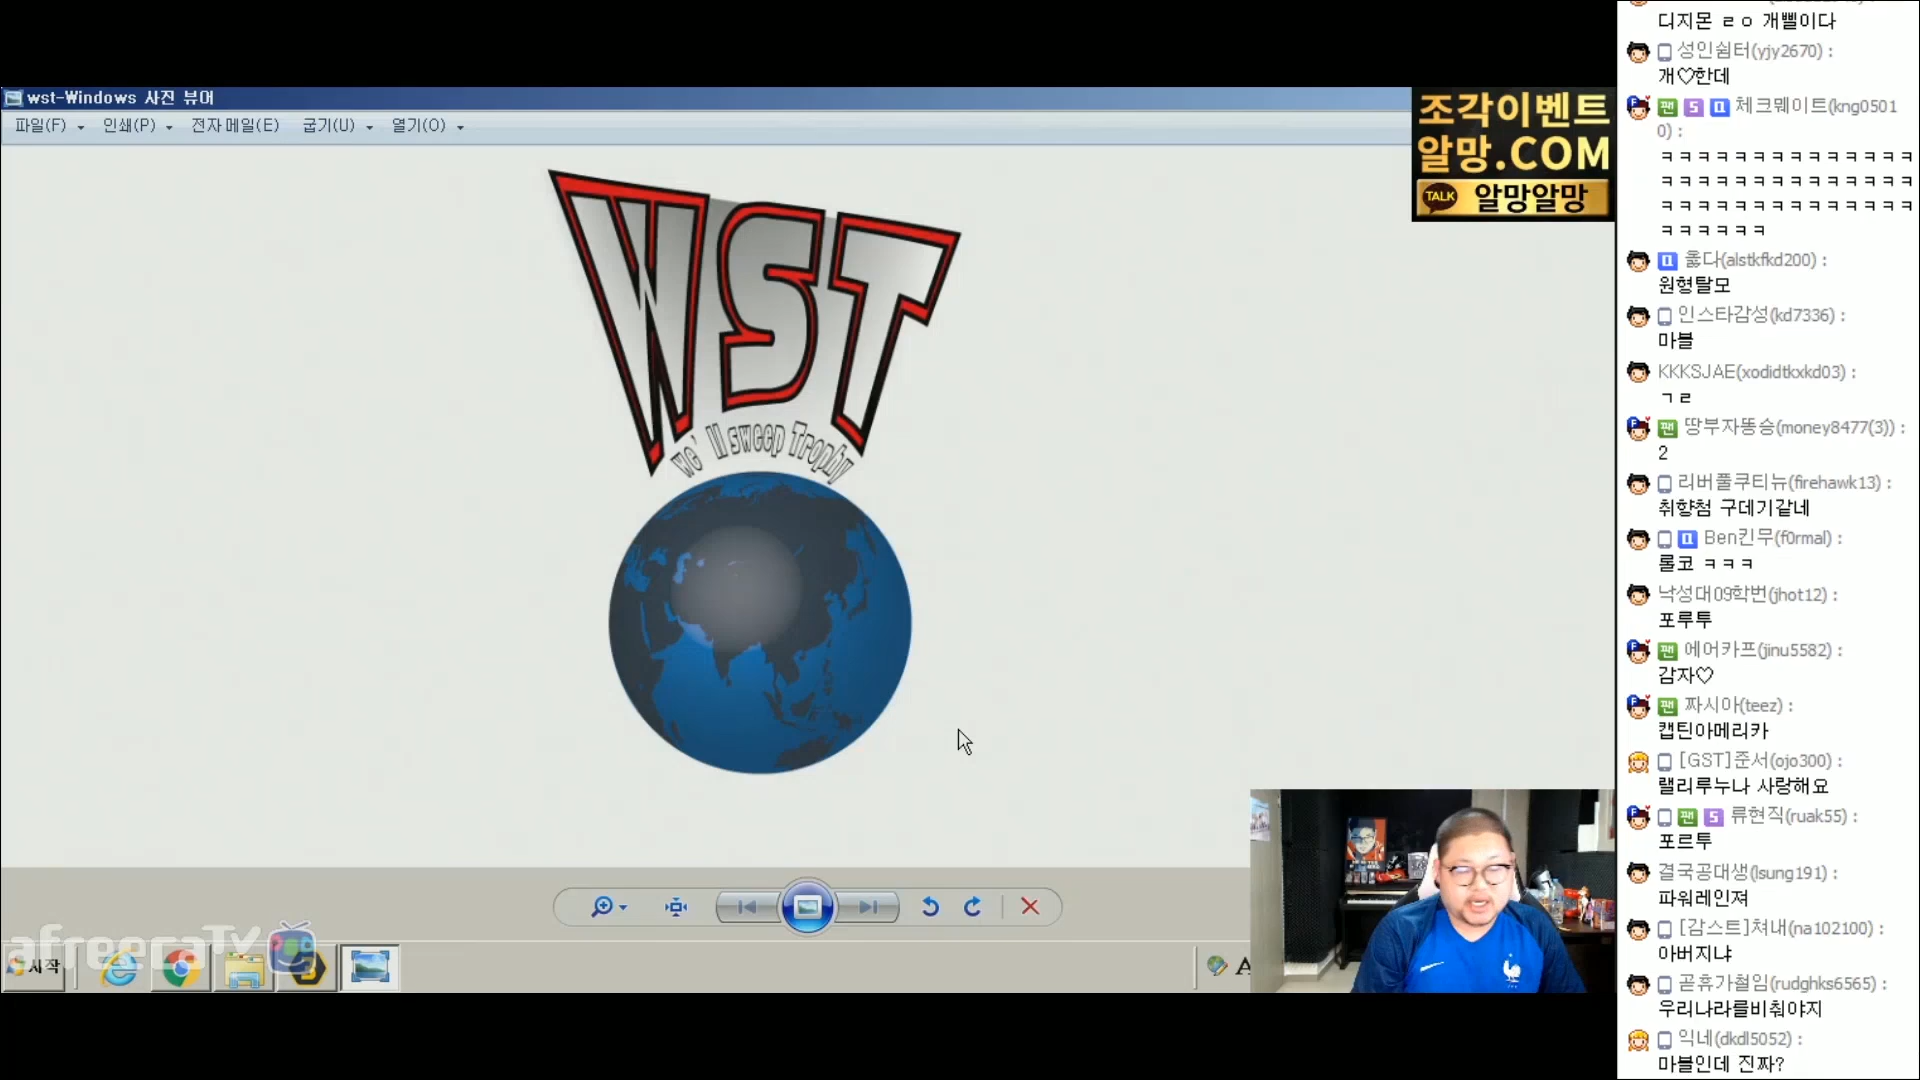 wst-Windows 사진 뷰어
파일(F) 인쇄(P) 전자 메일(E) 굽기(U) 열기(O)
WST
we'll sweep Trophy
조각이벤트
알망.COM
TALK 알망알망
afreecaTV
시작
A
디지몬 ㄹㅇ 개삘이다
성인쉼터(yjy2670) :
개♡한데
팬 S 체크뭬이트(kng0501
0) :
ㅋㅋㅋㅋㅋㅋㅋㅋㅋㅋㅋㅋㅋㅋ
ㅋㅋㅋㅋㅋㅋㅋㅋㅋㅋㅋㅋㅋㅋ
ㅋㅋㅋㅋㅋㅋㅋㅋㅋㅋㅋㅋㅋㅋ
ㅋㅋㅋㅋㅋㅋ
(alstkfkd200) :
원형탈모
인스타감성(kd7336) :
마블
KKKSJAE(xodidtkxkd03) :
ㄱㄹ
팬 땅부자똥송(money8477(3)) :
2
리버풀쿠티뉴(firehawk13) :
취향첨 구데기같네
Ben킨무(f0rmal) :
롤코 ㅋㅋㅋ
낙성대09학번(jhot12) :
포루투
팬 에어카프(jinu5582) :
감자♡
팬 짜시아(teez) :
캡틴아메리카
[GST]준서(ojo300) :
랠리루누나 사랑해요
팬 S 류현직(ruak55) :
포르투
결국공대생(lsung191) :
파워레인져
[감스트]쳐내(na102100) :
아버지냐
곧휴가철임(rudghks6565) :
우리나라를비춰야지
익네(dkdl5052) :
마블인데 진짜?